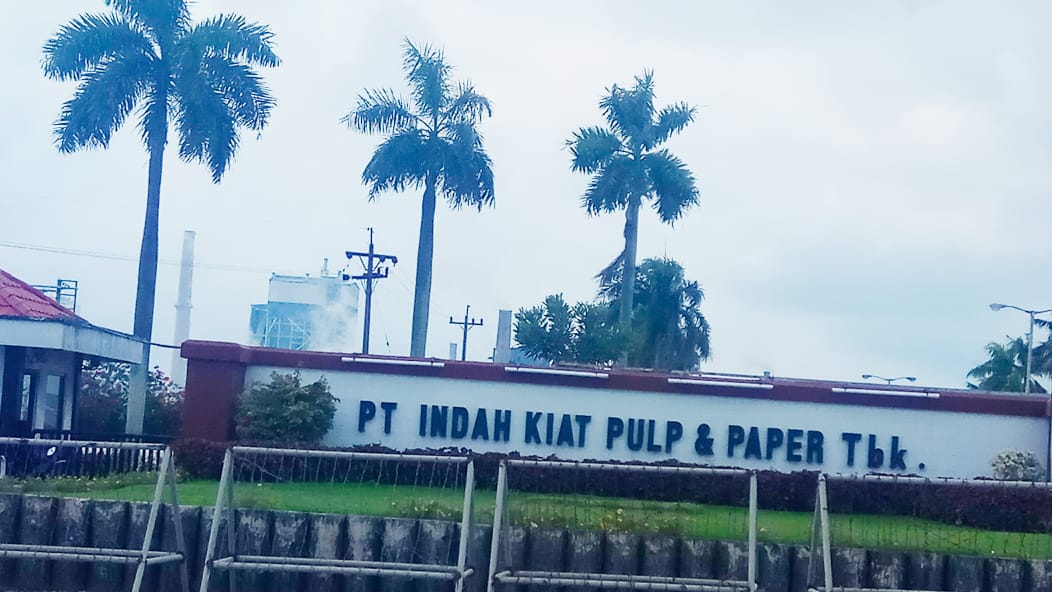 PT INDAH KIAT PULP & PAPER Tbk.